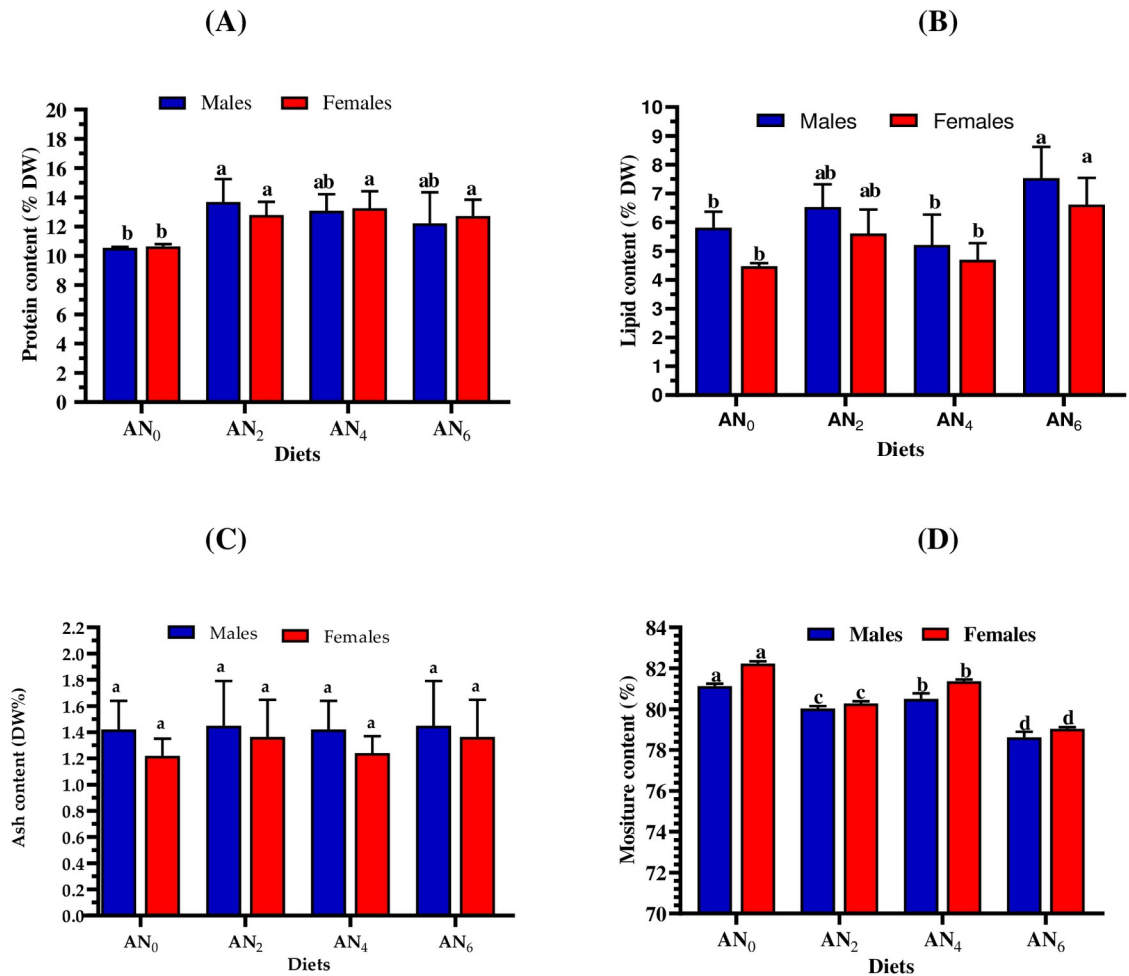 (A)
Males Females
Protein content (% DW)
20
18
16
14
12
10
8
6
4
2
0
b b a a ab a ab a
AN₀ AN₂ AN₄ AN₆
Diets
(B)
Males Females
Lipid content (% DW)
10
9
8
7
6
5
4
3
2
1
0
b b ab ab b b a a
AN₀ AN₂ AN₄ AN₆
Diets
(C)
Males Females
Ash content (DW%)
2.2
2.0
1.8
1.6
1.4
1.2
1.0
0.8
0.6
0.4
0.2
0.0
a a a a a a a a
AN₀ AN₂ AN₄ AN₆
Diets
(D)
Males Females
Mositure content (%)
84
82
80
78
76
74
72
70
a a c c b b d d
AN₀ AN₂ AN₄ AN₆
Diets